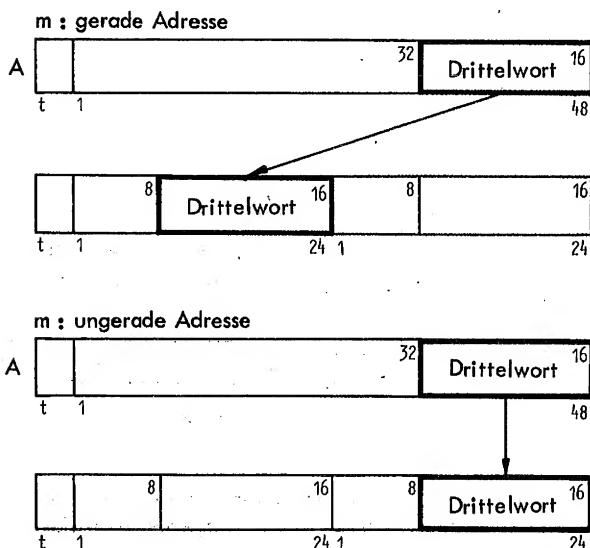 m : gerade Adresse
A
32
Drittelwort
16
t
1
48
8
Drittelwort
16
8
16
t
1
24
1
24
m : ungerade Adresse
A
32
Drittelwort
16
t
1
48
8
16
8
Drittelwort
16
t
1
24
1
24